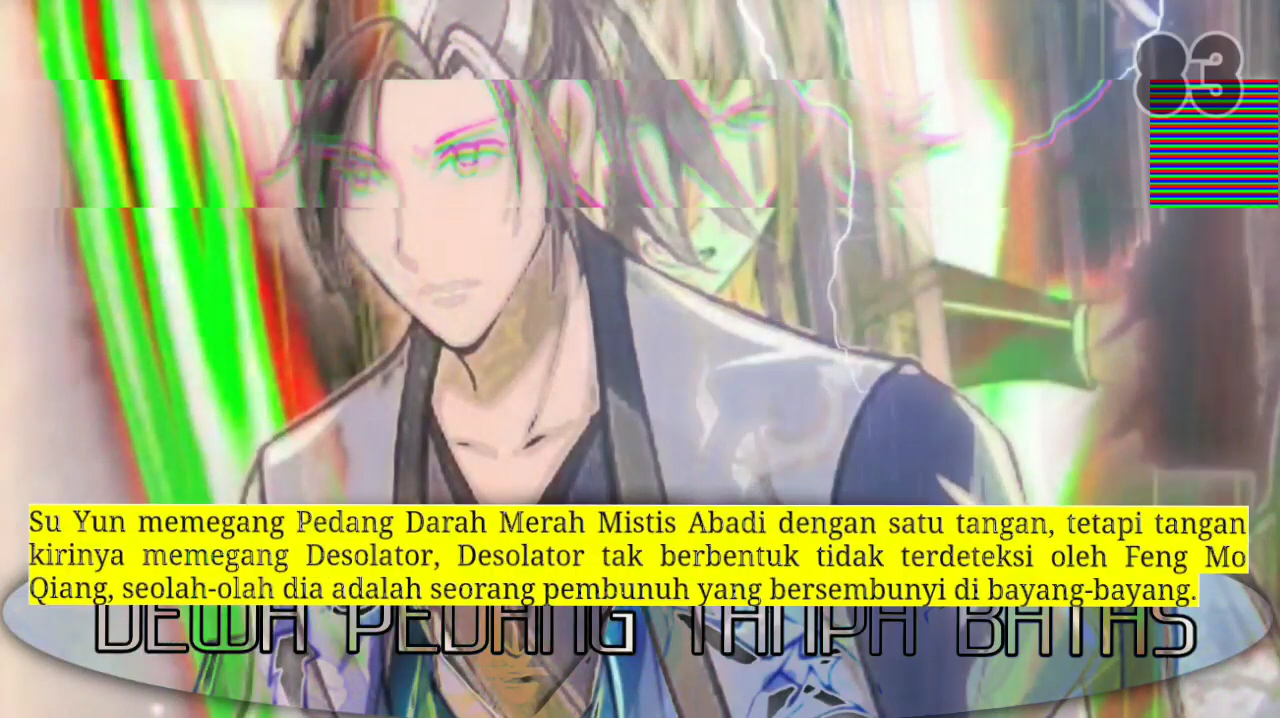 83
Su Yun memegang Pedang Darah Merah Mistis Abadi dengan satu tangan, tetapi tangan
kirinya memegang Desolator, Desolator tak berbentuk tidak terdeteksi oleh Feng Mo
Qiang, seolah-olah dia adalah seorang pembunuh yang bersembunyi di bayang-bayang.
DEWA PEDANG TANPA BATAS